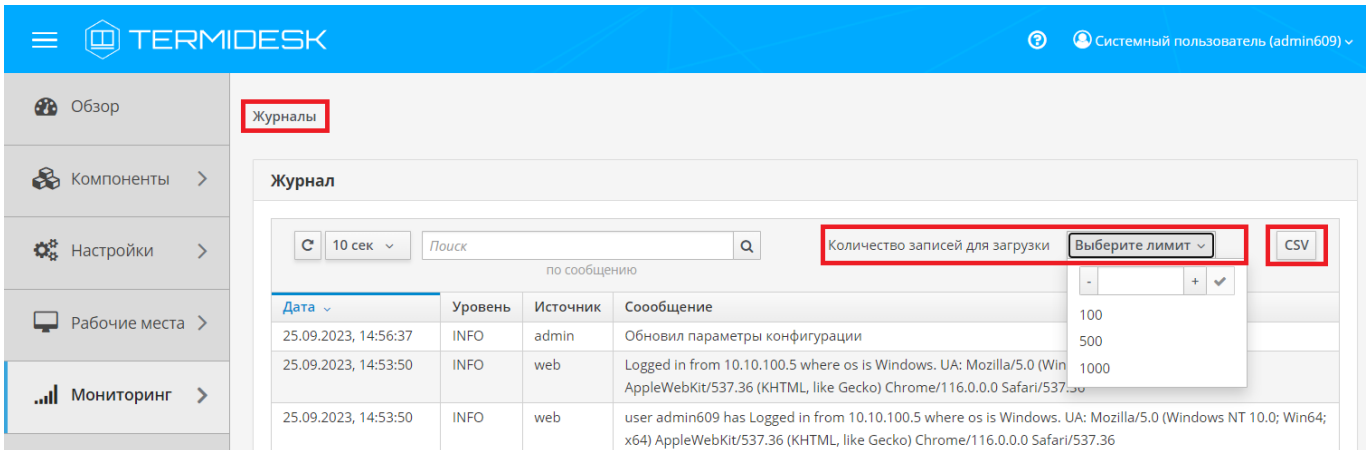 TERMIDESK
Системный пользователь (admin609)
Обзор
Журналы
Компоненты
Журнал
Настройки
10 сек
Поиск
Количество записей для загрузки
Выберите лимит
CSV
по сообщению
-
+
Рабочие места
Дата Уровень Источник Соообщение
100
25.09.2023, 14:56:37 INFO admin Обновил параметры конфигурации
500
25.09.2023, 14:53:50 INFO web Logged in from 10.10.100.5 where os is Windows. UA: Mozilla/5.0 (Win
1000
AppleWebKit/537.36 (KHTML, like Gecko) Chrome/116.0.0.0 Safari/537.36
Мониторинг
25.09.2023, 14:53:50 INFO web user admin609 has Logged in from 10.10.100.5 where os is Windows. UA: Mozilla/5.0 (Windows NT 10.0; Win64;
x64) AppleWebKit/537.36 (KHTML, like Gecko) Chrome/116.0.0.0 Safari/537.36